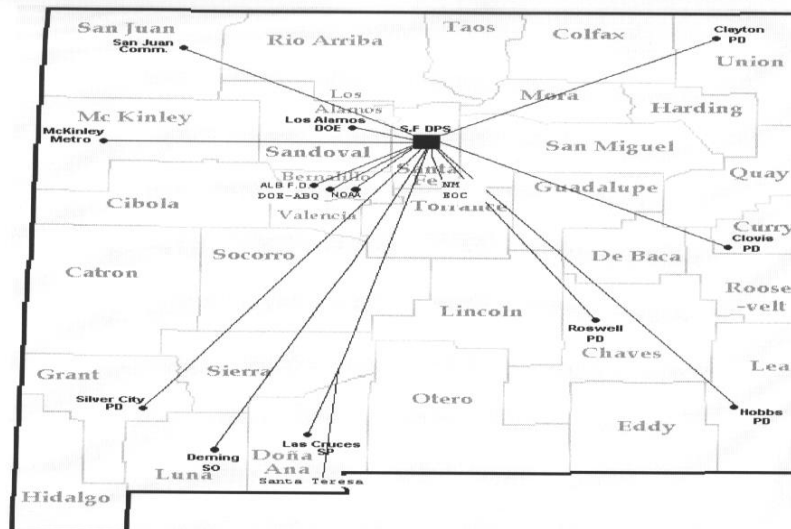 San Juan
San Juan
Comm.
Rio Arriba
Taos
Colfax
Clayton
PD
Union
Los
Alamos
Los Alamos
DOE
Mora
Harding
Mc Kinley
McKinley
Metro
S.F DPS
Sandoval
San Miguel
Quay
Bernalillo
Santa
Fe
NM
EOC
Guadalupe
ALB F.D
DOE-ABQ
NOAA
Cibola
Valencia
Torrance
Curry
Clovis
PD
Socorro
De Baca
Catron
Roose
-velt
Lincoln
Roswell
PD
Chaves
Lea
Grant
Sierra
Silver City
PD
Otero
Hobbs
PD
Eddy
Las Cruces
SP
Doña
Ana
Deming
SO
Luna
Santa Teresa
Hidalgo